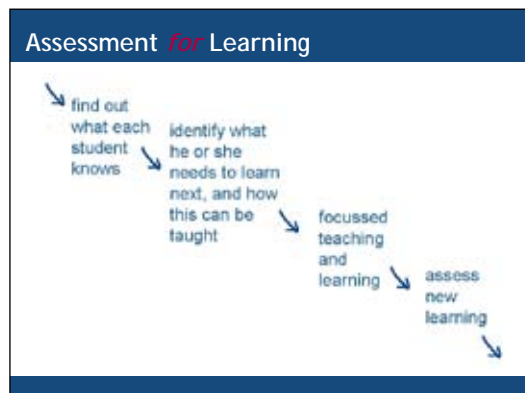 Assessment for Learning
find out
what each
student
knows
identify what
he or she
needs to learn
next, and how
this can be
taught
focussed
teaching
and
learning
assess
new
learning